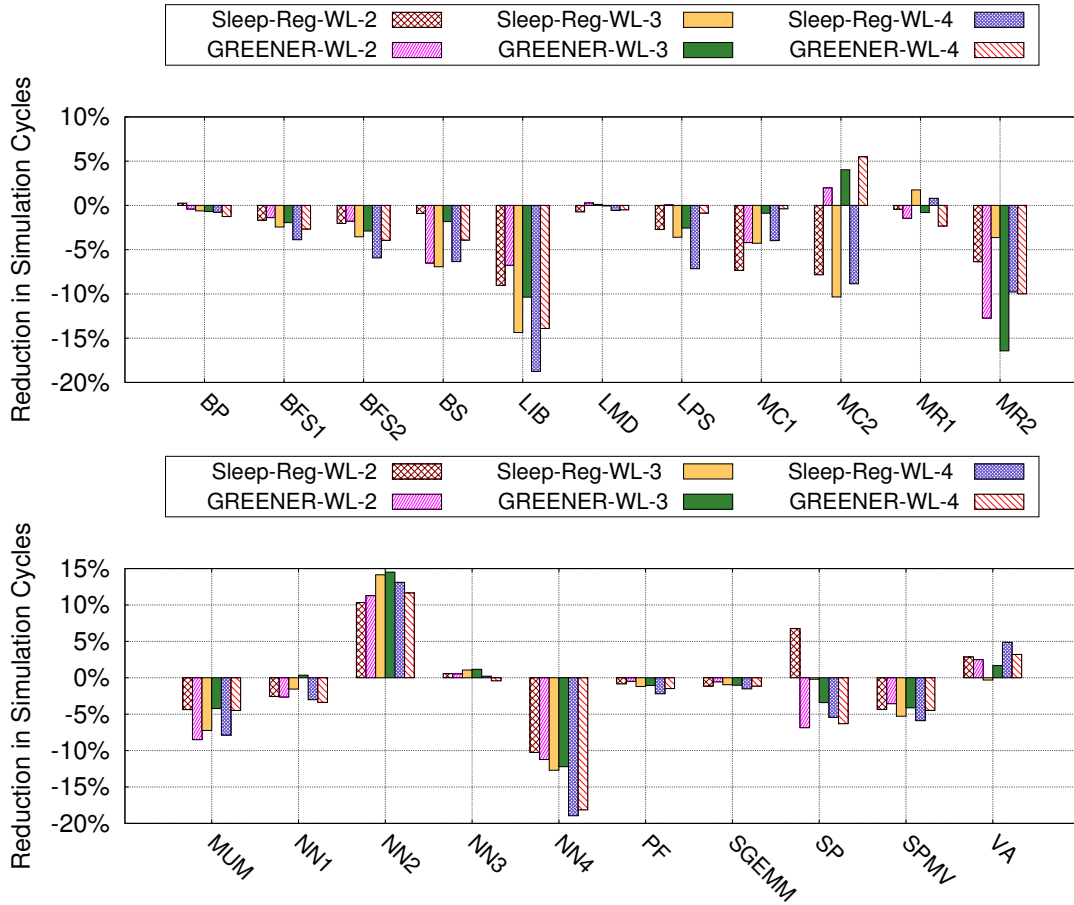 Sleep-Reg-WL-2 Sleep-Reg-WL-3 Sleep-Reg-WL-4
GREENER-WL-2 GREENER-WL-3 GREENER-WL-4
Reduction in Simulation Cycles
10%
5%
0%
-5%
-10%
-15%
-20%
BP BFS1 BFS2 BS LIB LMD LPS MC1 MC2 MR1 MR2
Sleep-Reg-WL-2 Sleep-Reg-WL-3 Sleep-Reg-WL-4
GREENER-WL-2 GREENER-WL-3 GREENER-WL-4
Reduction in Simulation Cycles
15%
10%
5%
0%
-5%
-10%
-15%
-20%
MUM NN1 NN2 NN3 NN4 PF SGEMM SP SPMV VA